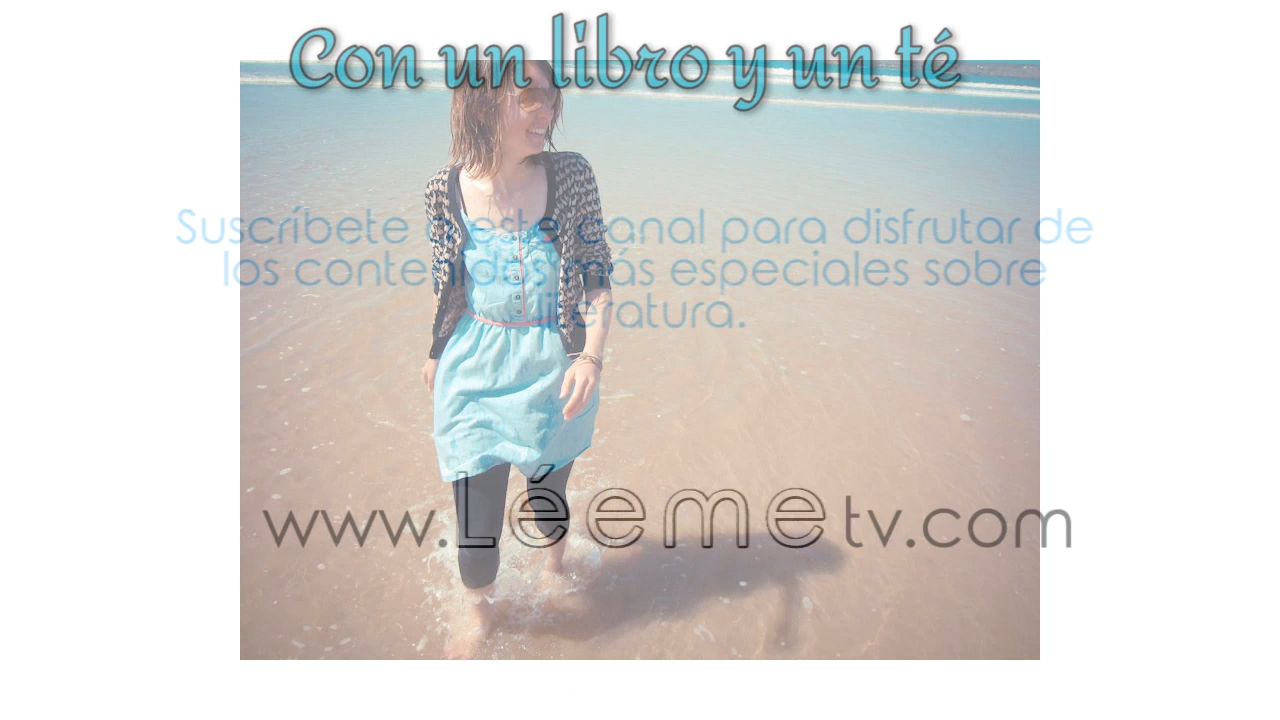 Con un libro y un té
Suscríbete a este canal para disfrutar de
los contenidos más especiales sobre
literatura.
www.Léemetv.com